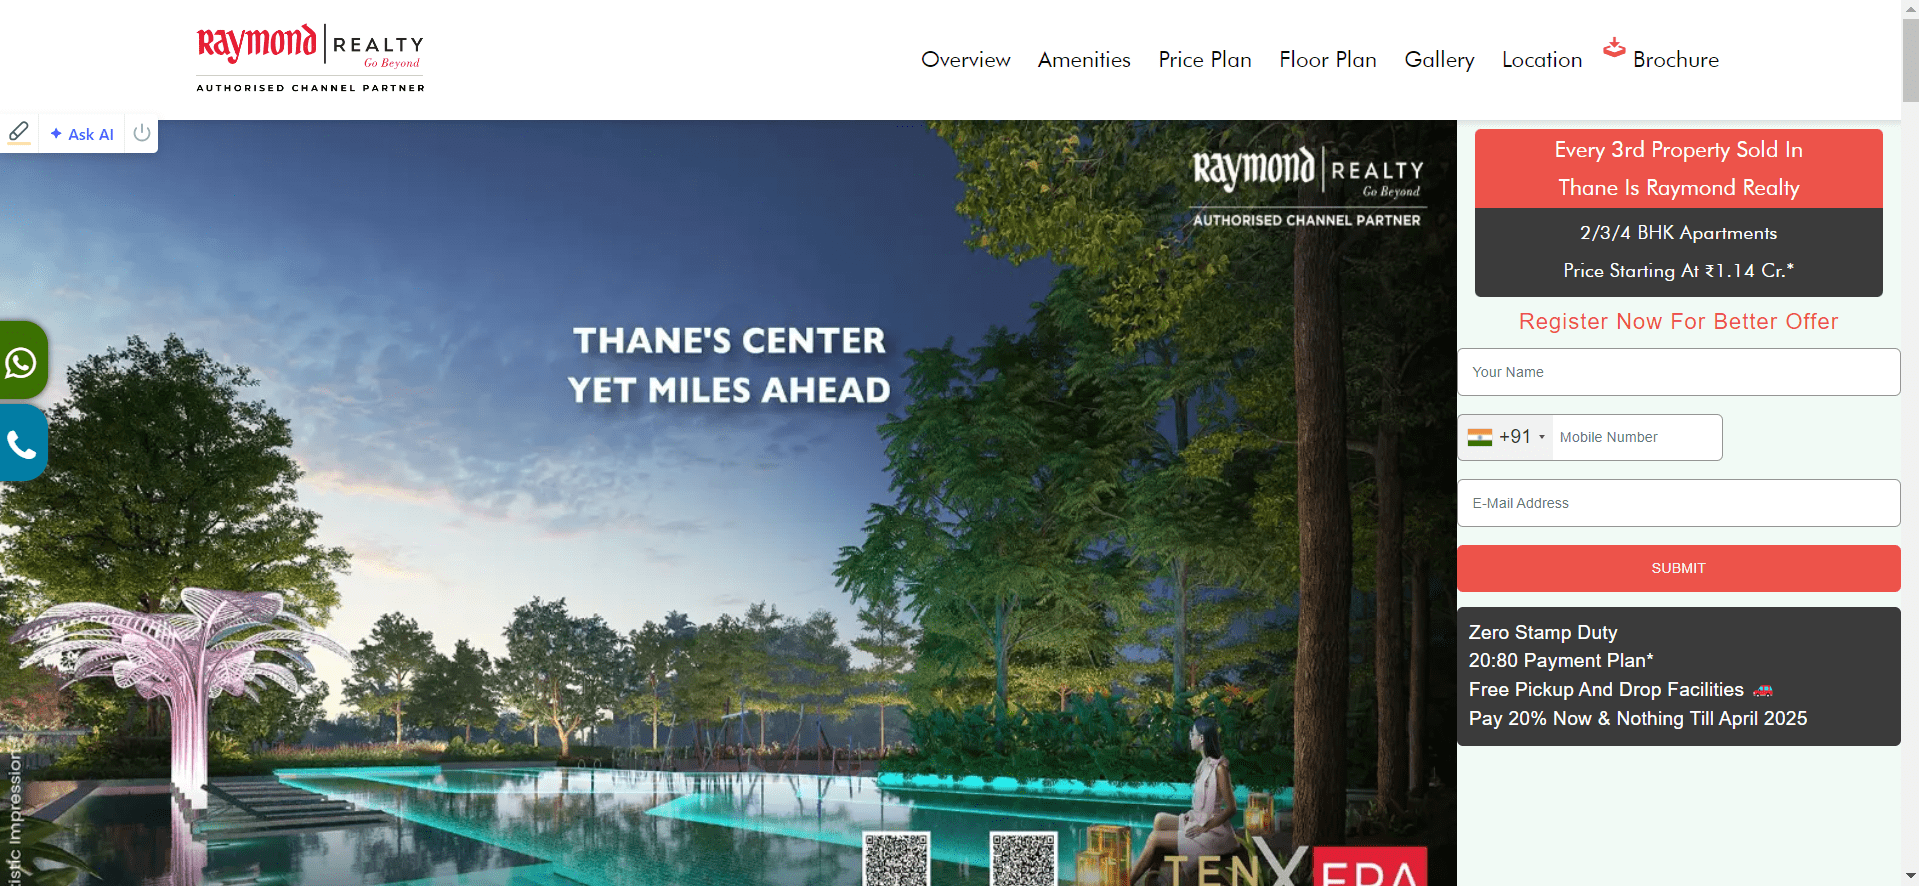 Raymond REALTY
Go Beyond
AUTHORISED CHANNEL PARTNER
Overview Amenities Price Plan Floor Plan Gallery Location Brochure
Ask AI
Raymond REALTY
Go Beyond
AUTHORISED CHANNEL PARTNER
THANE'S CENTER
YET MILES AHEAD
TEN X ERA
Every 3rd Property Sold In
Thane Is Raymond Realty
2/3/4 BHK Apartments
Price Starting At ₹1.14 Cr.*
Register Now For Better Offer
Your Name
+91 Mobile Number
E-Mail Address
SUBMIT
Zero Stamp Duty
20:80 Payment Plan*
Free Pickup And Drop Facilities 🚗
Pay 20% Now & Nothing Till April 2025